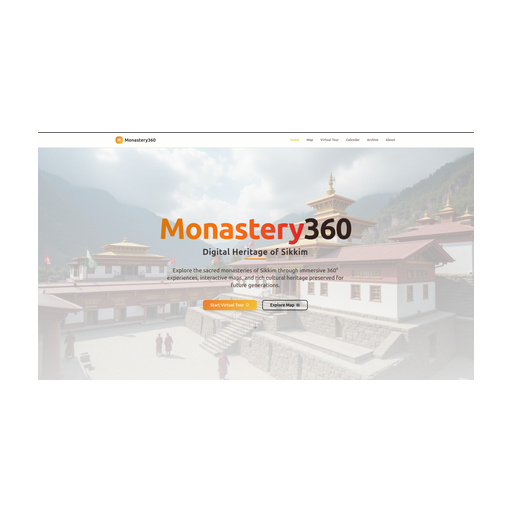 Monastery360
Home Map Virtual Tour Calendar Archive About
Monastery360
Digital Heritage of Sikkim
Explore the sacred monasteries of Sikkim through immersive 360°
experiences, interactive maps, and rich cultural heritage preserved for
future generations.
Start Virtual Tour Explore Map